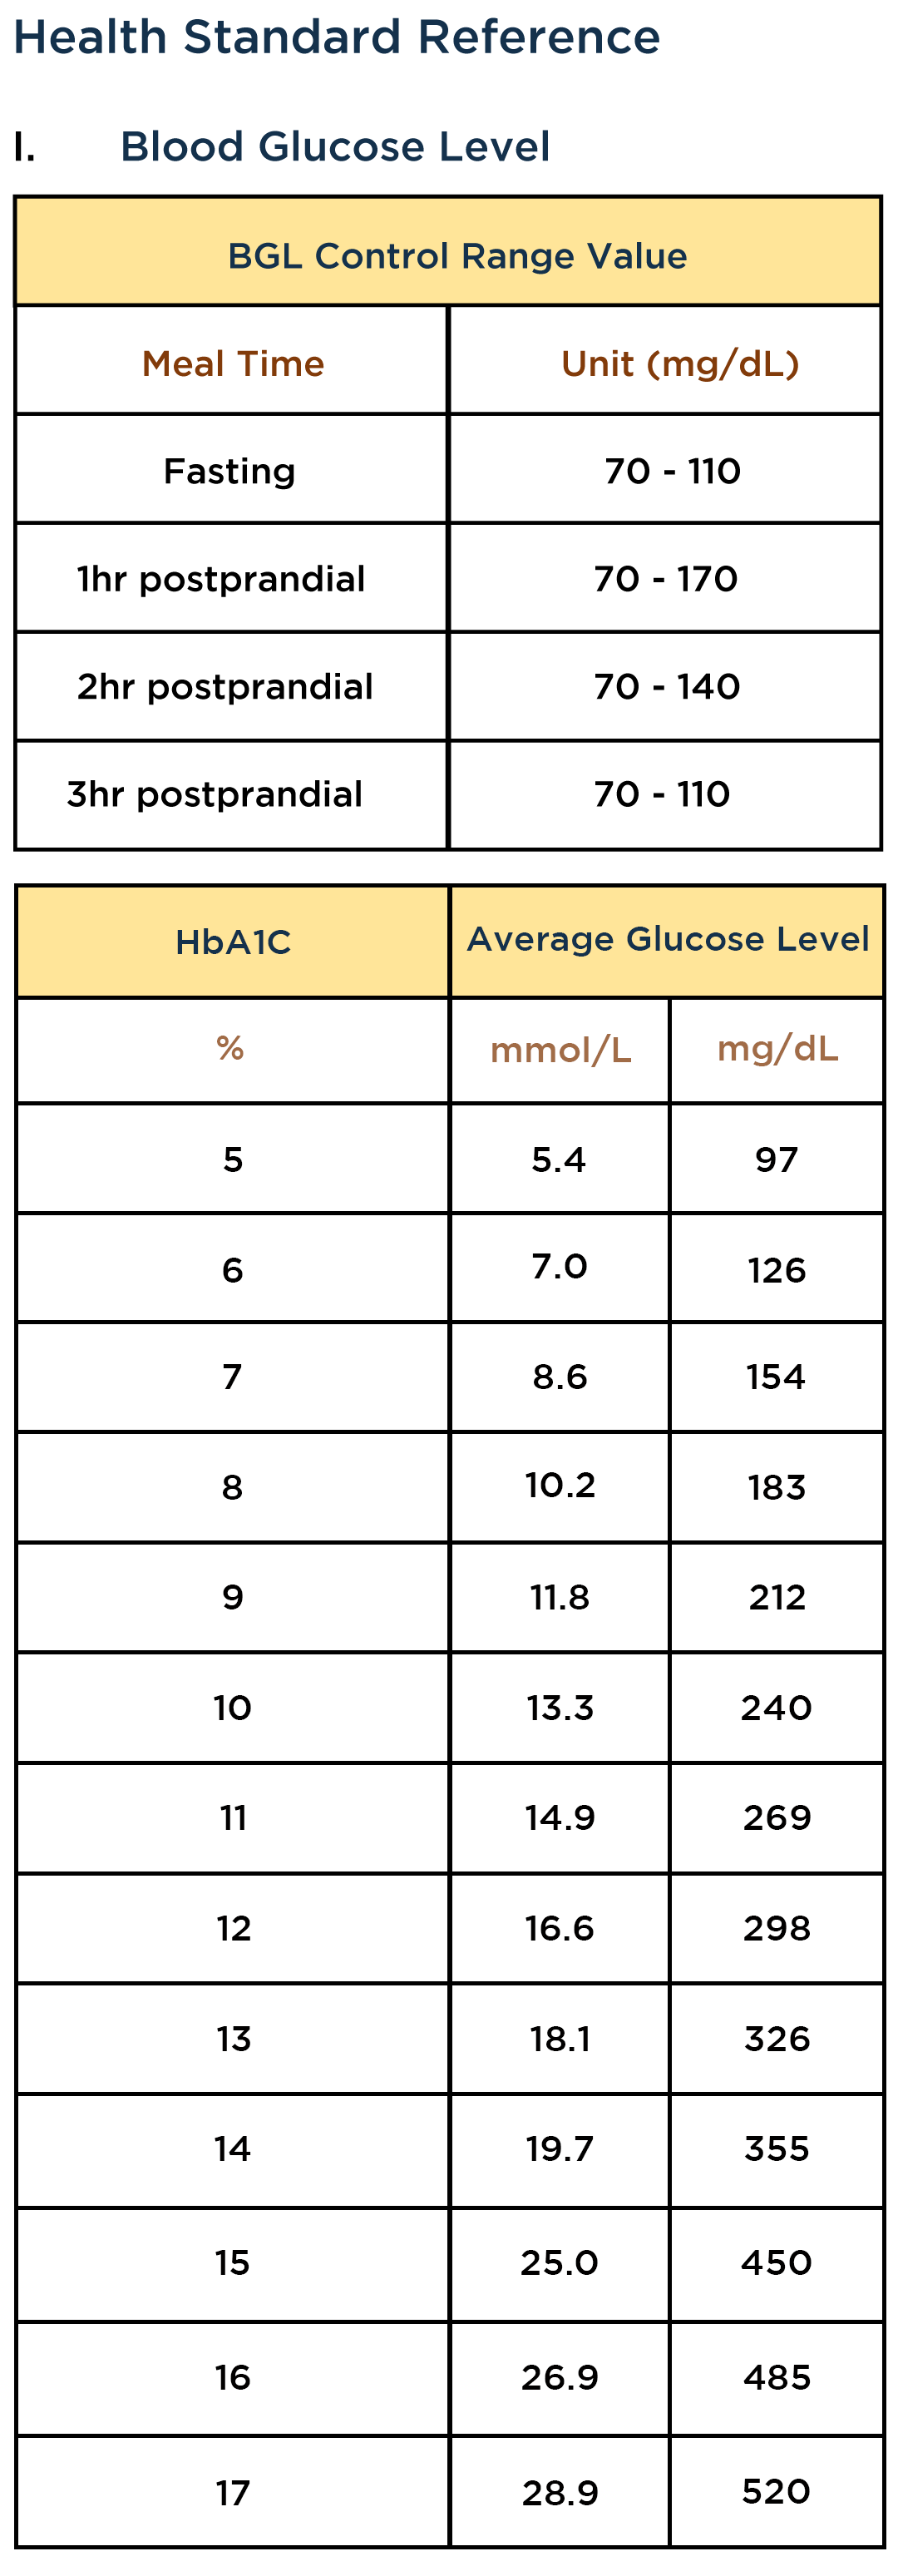 Health Standard Reference
I. Blood Glucose Level
BGL Control Range Value
Meal Time Unit (mg/dL)
Fasting 70 - 110
1hr postprandial 70 - 170
2hr postprandial 70 - 140
3hr postprandial 70 - 110
HbA1C Average Glucose Level
% mmol/L mg/dL
5 5.4 97
6 7.0 126
7 8.6 154
8 10.2 183
9 11.8 212
10 13.3 240
11 14.9 269
12 16.6 298
13 18.1 326
14 19.7 355
15 25.0 450
16 26.9 485
17 28.9 520